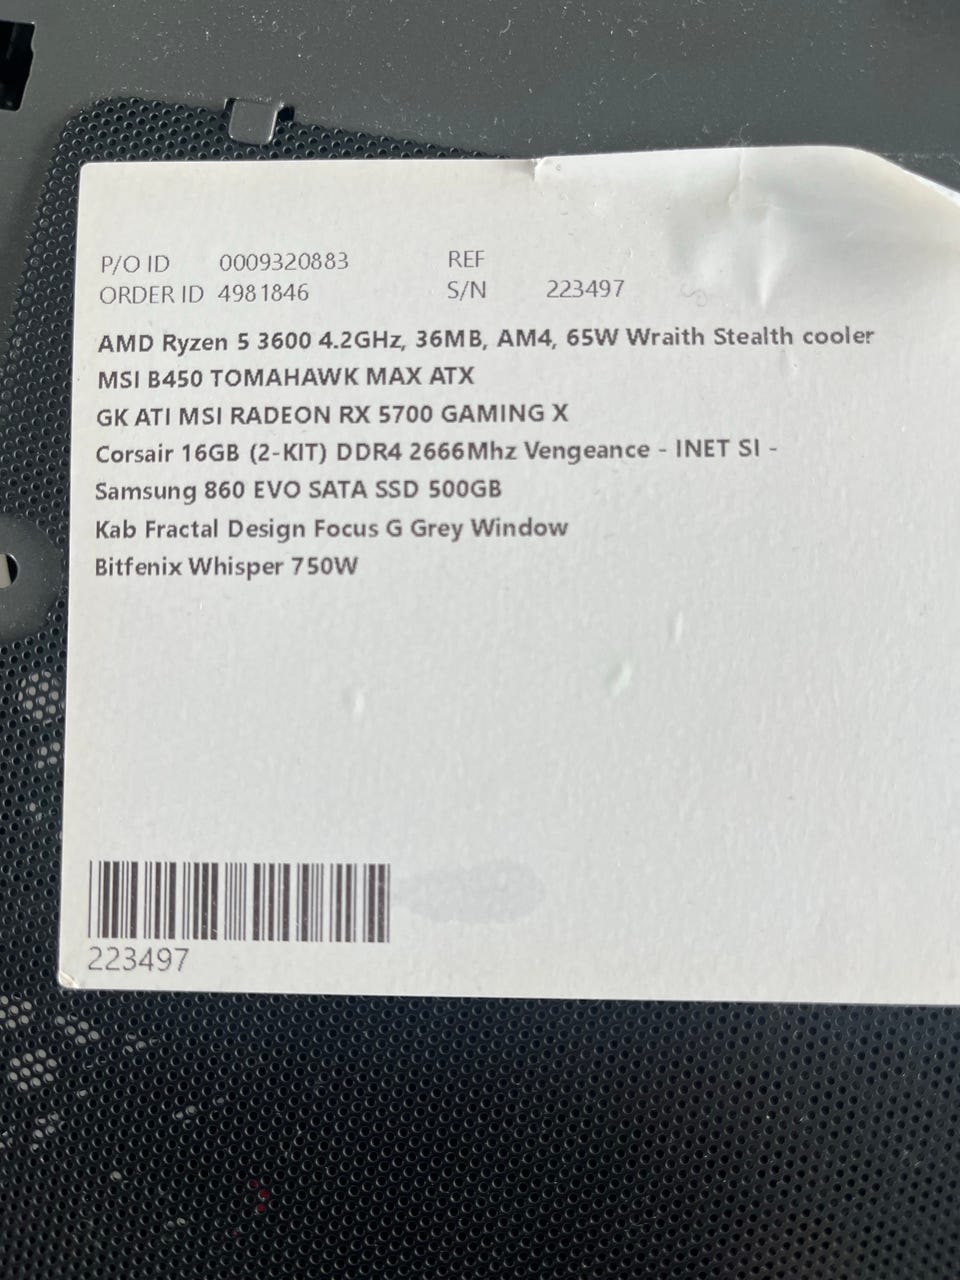 P/O ID 0009320883 REF
ORDER ID 4981846 S/N 223497
AMD Ryzen 5 3600 4.2GHz, 36MB, AM4, 65W Wraith Stealth cooler
MSI B450 TOMAHAWK MAX ATX
GK ATI MSI RADEON RX 5700 GAMING X
Corsair 16GB (2-KIT) DDR4 2666Mhz Vengeance - INET SI -
Samsung 860 EVO SATA SSD 500GB
Kab Fractal Design Focus G Grey Window
Bitfenix Whisper 750W
223497